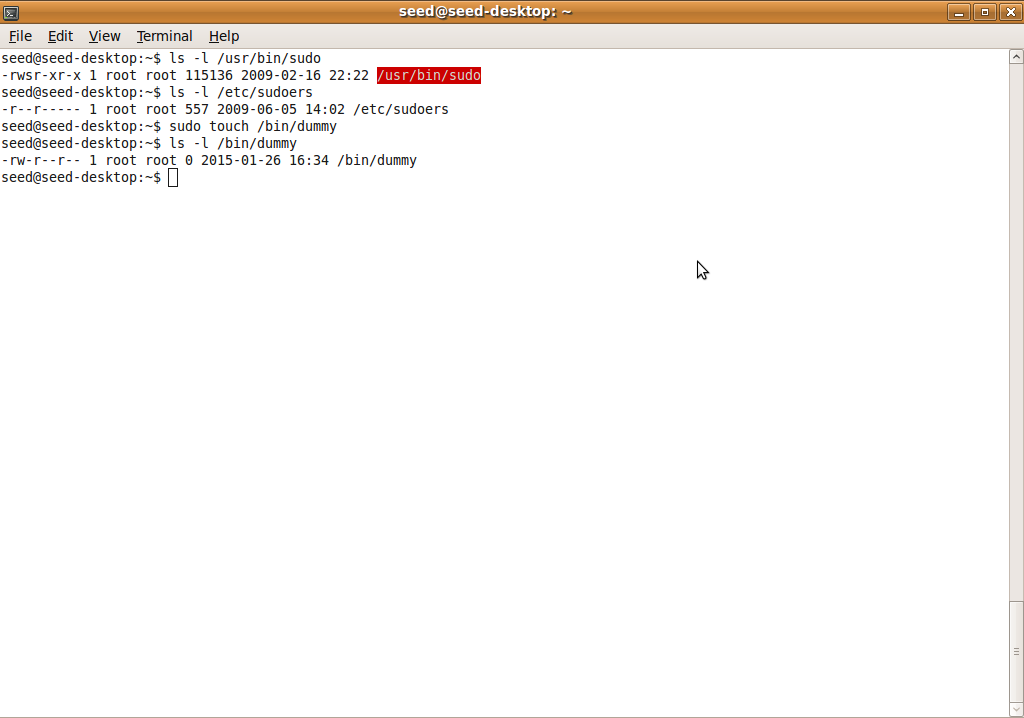 seed@seed-desktop: ~
File Edit View Terminal Help
seed@seed-desktop:~$ ls -l /usr/bin/sudo
-rwsr-xr-x 1 root root 115136 2009-02-16 22:22 /usr/bin/sudo
seed@seed-desktop:~$ ls -l /etc/sudoers
-r--r----- 1 root root 557 2009-06-05 14:02 /etc/sudoers
seed@seed-desktop:~$ sudo touch /bin/dummy
seed@seed-desktop:~$ ls -l /bin/dummy
-rw-r--r-- 1 root root 0 2015-01-26 16:34 /bin/dummy
seed@seed-desktop:~$